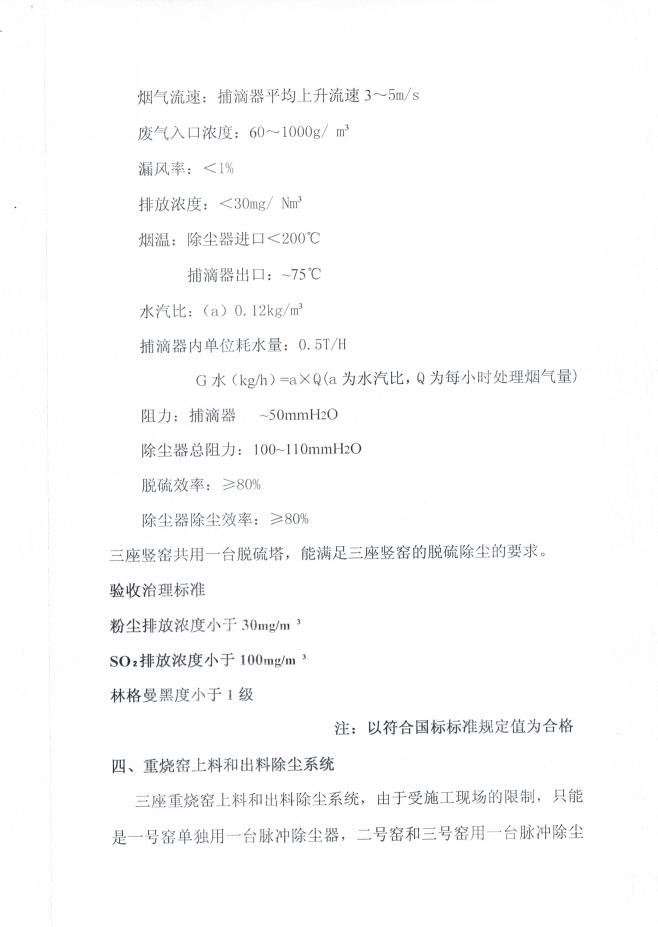 烟气流速：捕滴器平均上升流速 3～5m/s
废气入口浓度：60～1000g/ m³
漏风率：＜1%
排放浓度：＜30mg/ Nm³
烟温：除尘器进口＜200℃
捕滴器出口：~75℃
水汽比：（a）0.12kg/m³
捕滴器内单位耗水量：0.5T/H
G 水（kg/h）=a×Q(a 为水汽比，Q 为每小时处理烟气量)
阻力：捕滴器 ~50mmH2O
除尘器总阻力：100~110mmH2O
脱硫效率：≥80%
除尘器除尘效率：≥80%
三座竖窑共用一台脱硫塔，能满足三座竖窑的脱硫除尘的要求。
验收治理标准
粉尘排放浓度小于 30mg/m ³
SO₂排放浓度小于 100mg/m ³
林格曼黑度小于 1 级
注：以符合国标标准规定值为合格
四、重烧窑上料和出料除尘系统
三座重烧窑上料和出料除尘系统，由于受施工现场的限制，只能
是一号窑单独用一台脉冲除尘器，二号窑和三号窑用一台脉冲除尘